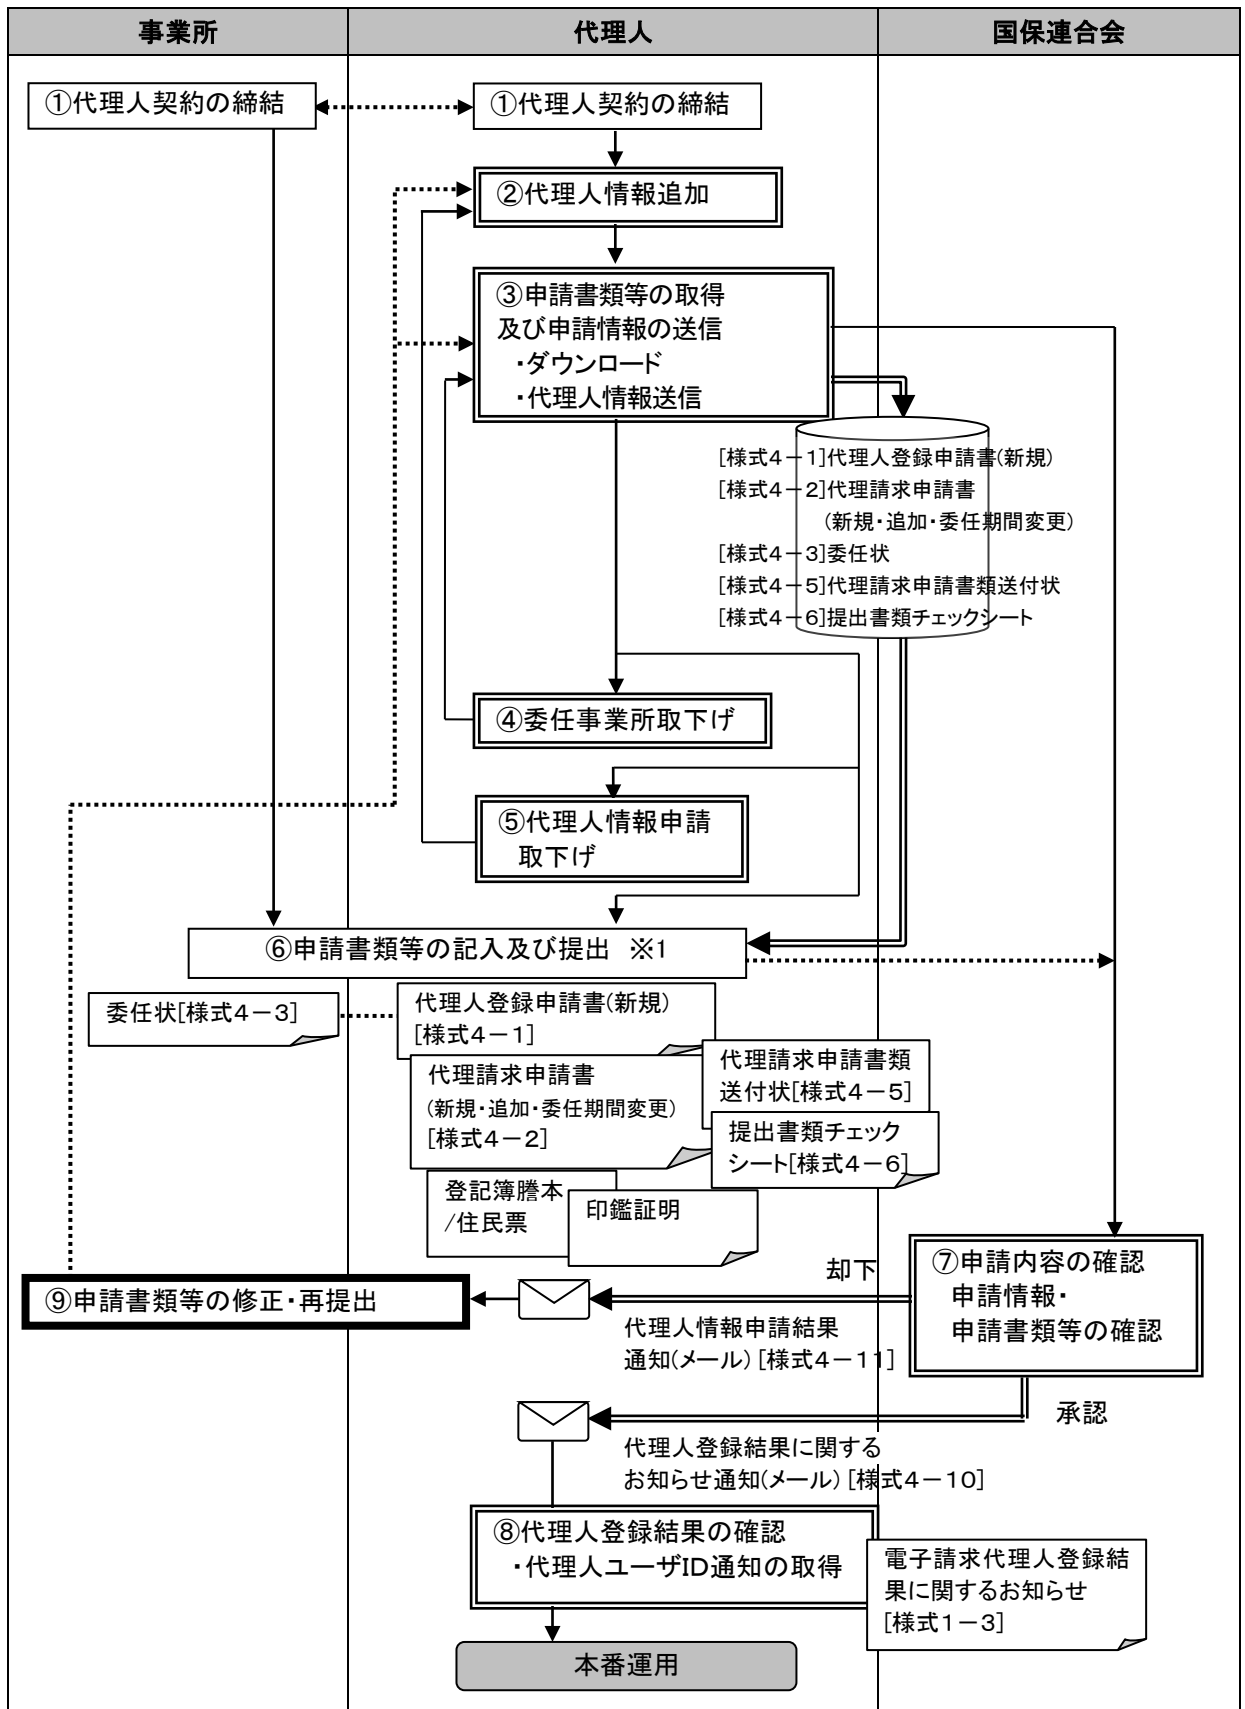 事業所
代理人
国保連合会
①代理人契約の締結
①代理人契約の締結
②代理人情報追加
③申請書類等の取得
及び申請情報の送信
・ダウンロード
・代理人情報送信
[様式4－1]代理人登録申請書(新規)
[様式4－2]代理請求申請書
(新規・追加・委任期間変更)
[様式4－3]委任状
[様式4－5]代理請求申請書類送付状
[様式4－6]提出書類チェックシート
④委任事業所取下げ
⑤代理人情報申請
取下げ
⑥申請書類等の記入及び提出 ※1
委任状[様式4－3]
代理人登録申請書(新規)
[様式4－1]
代理請求申請書
(新規・追加・委任期間変更)
[様式4－2]
代理請求申請書類
送付状[様式4－5]
提出書類チェック
シート[様式4－6]
登記簿謄本
/住民票
印鑑証明
却下
⑦申請内容の確認
申請情報・
申請書類等の確認
⑨申請書類等の修正・再提出
代理人情報申請結果
通知(メール)[様式4－11]
承認
代理人登録結果に関する
お知らせ通知(メール)[様式4－10]
⑧代理人登録結果の確認
・代理人ユーザID通知の取得
電子請求代理人登録結
果に関するお知らせ
[様式1－3]
本番運用